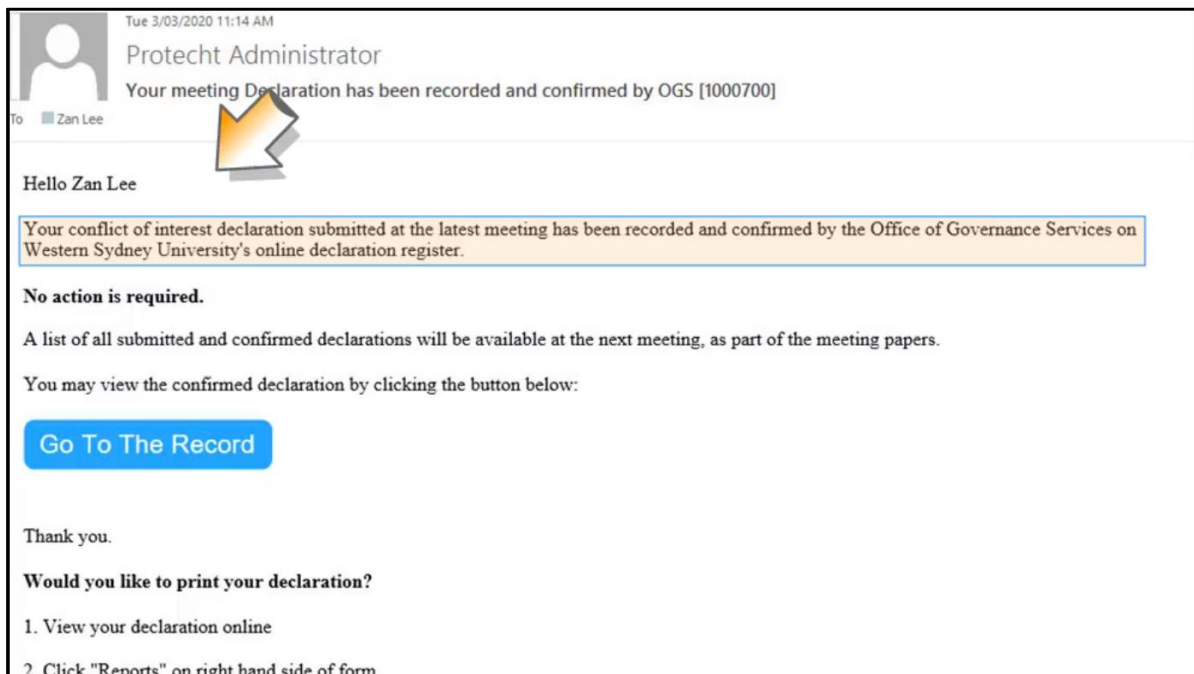 Tue 3/03/2020 11:14 AM
Protecht Administrator
Your meeting Declaration has been recorded and confirmed by OGS [1000700]
To Zan Lee
Hello Zan Lee
Your conflict of interest declaration submitted at the latest meeting has been recorded and confirmed by the Office of Governance Services on
Western Sydney University's online declaration register.
No action is required.
A list of all submitted and confirmed declarations will be available at the next meeting, as part of the meeting papers.
You may view the confirmed declaration by clicking the button below:
Go To The Record
Thank you.
Would you like to print your declaration?
1. View your declaration online
2. Click "Reports" on right hand side of form